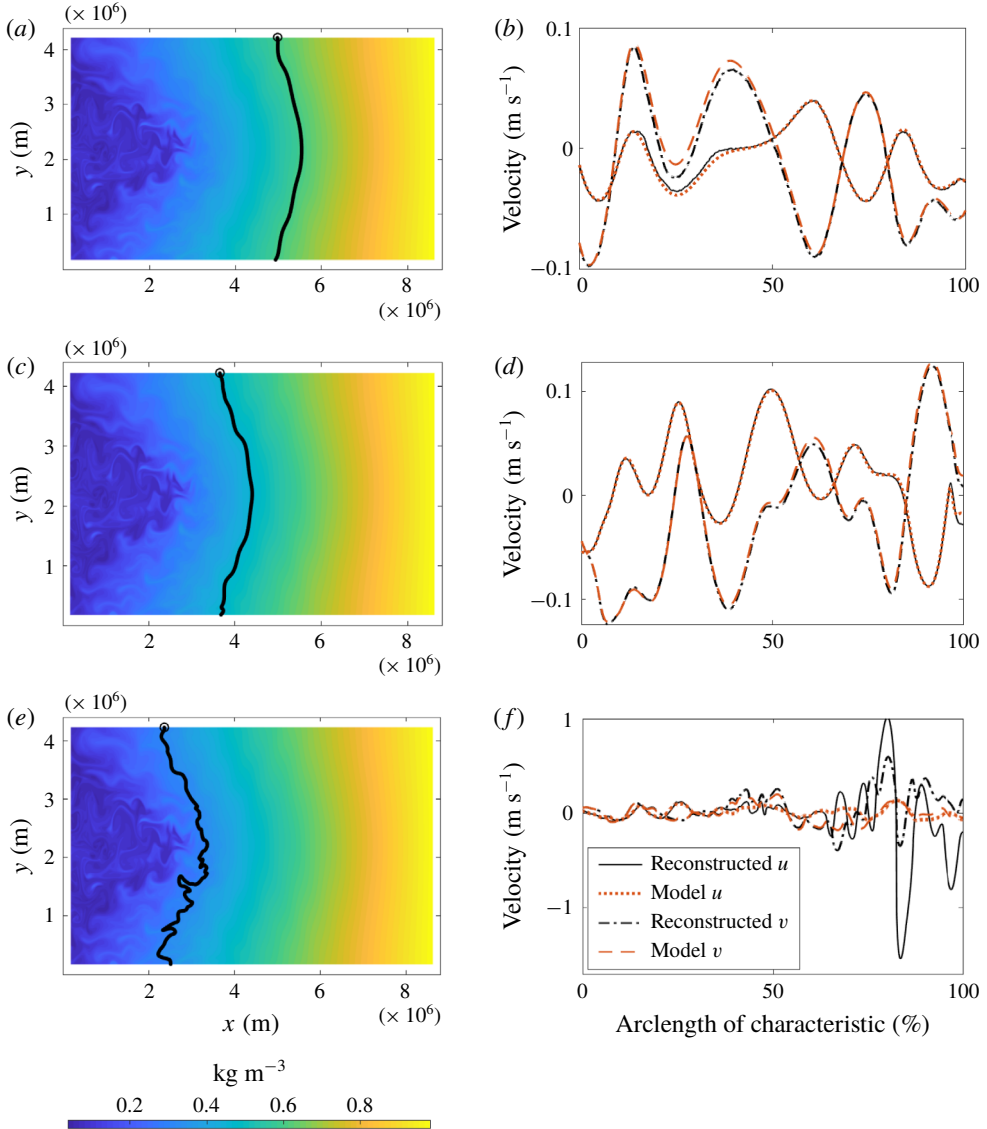 (a)
(× 10⁶)
4
3
2
1
y (m)
2
4
6
8
(× 10⁶)
(b)
0.1
0
−0.1
Velocity (m s⁻¹)
0
50
100
(c)
(× 10⁶)
4
3
2
1
y (m)
2
4
6
8
(× 10⁶)
(d)
0.1
0
−0.1
Velocity (m s⁻¹)
0
50
100
(e)
(× 10⁶)
4
3
2
1
y (m)
2
4
6
8
(× 10⁶)
x (m)
(f)
1
0
−1
Velocity (m s⁻¹)
Reconstructed u
Model u
Reconstructed v
Model v
0
50
100
Arclength of characteristic (%)
kg m⁻³
0.2
0.4
0.6
0.8